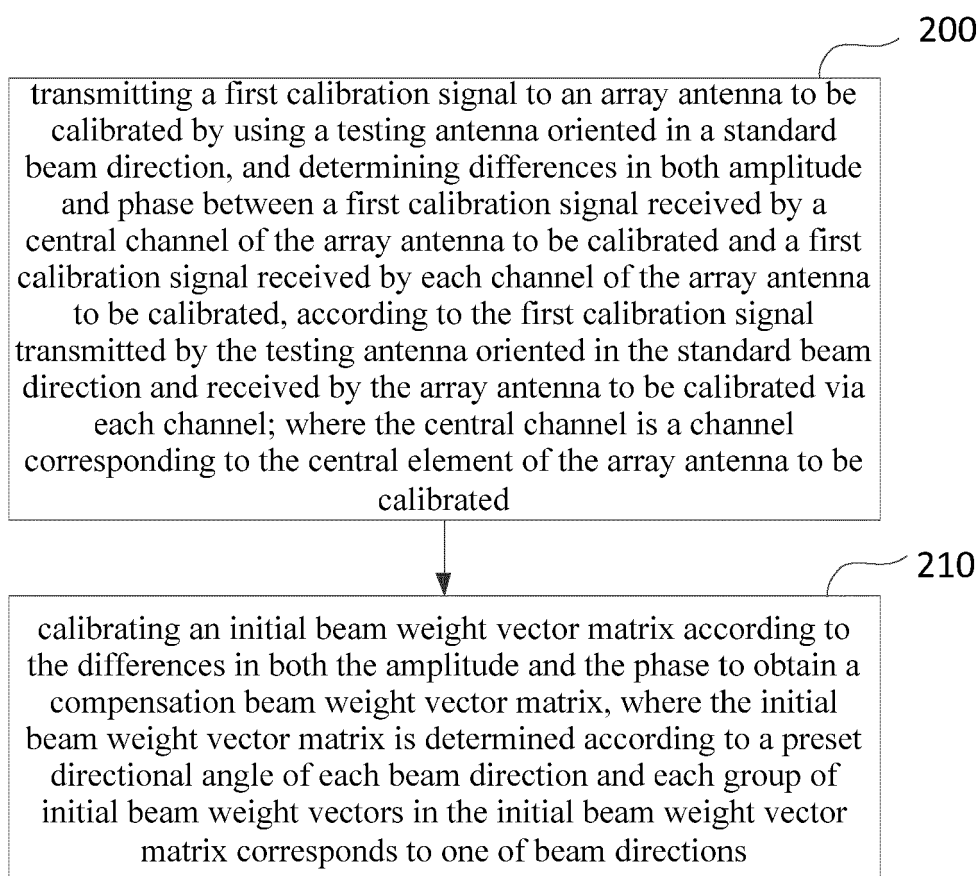 200
transmitting a first calibration signal to an array antenna to be
calibrated by using a testing antenna oriented in a standard
beam direction, and determining differences in both amplitude
and phase between a first calibration signal received by a
central channel of the array antenna to be calibrated and a first
calibration signal received by each channel of the array antenna
to be calibrated, according to the first calibration signal
transmitted by the testing antenna oriented in the standard beam
direction and received by the array antenna to be calibrated via
each channel; where the central channel is a channel
corresponding to the central element of the array antenna to be
calibrated
210
calibrating an initial beam weight vector matrix according to
the differences in both the amplitude and the phase to obtain a
compensation beam weight vector matrix, where the initial
beam weight vector matrix is determined according to a preset
directional angle of each beam direction and each group of
initial beam weight vectors in the initial beam weight vector
matrix corresponds to one of beam directions